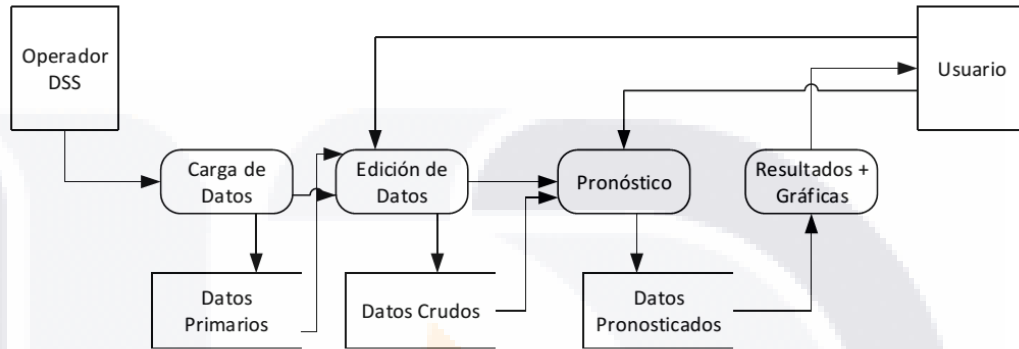 Operador
DSS
Usuario
Carga de
Datos
Edición de
Datos
Pronóstico
Resultados +
Gráficas
Datos
Primarios
Datos Crudos
Datos
Pronosticados